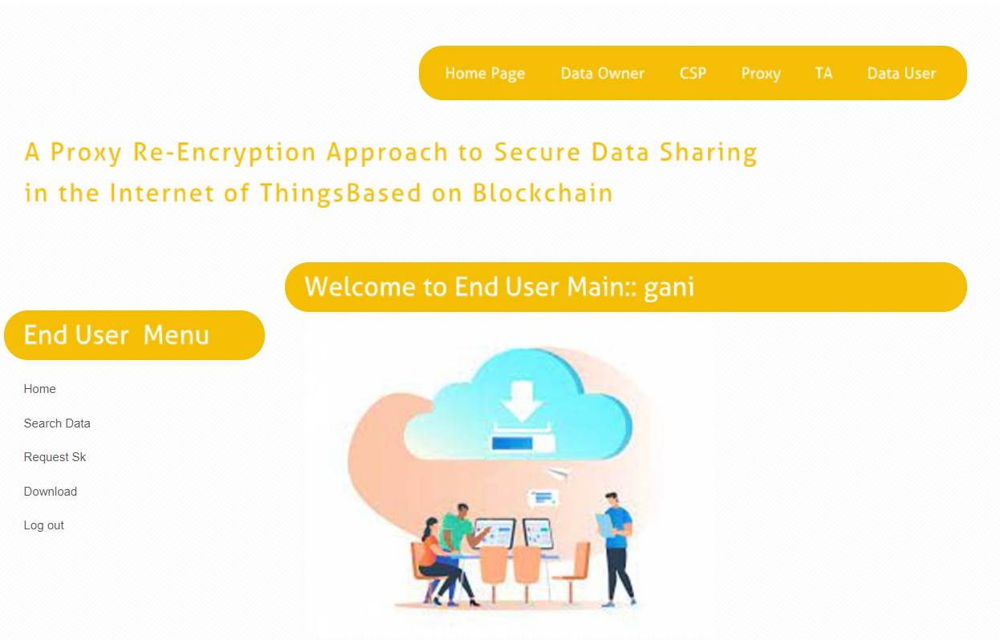 Home Page Data Owner CSP Proxy TA Data User
A Proxy Re-Encryption Approach to Secure Data Sharing
in the Internet of ThingsBased on Blockchain
Welcome to End User Main:: gani
End User  Menu
Home
Search Data
Request Sk
Download
Log out